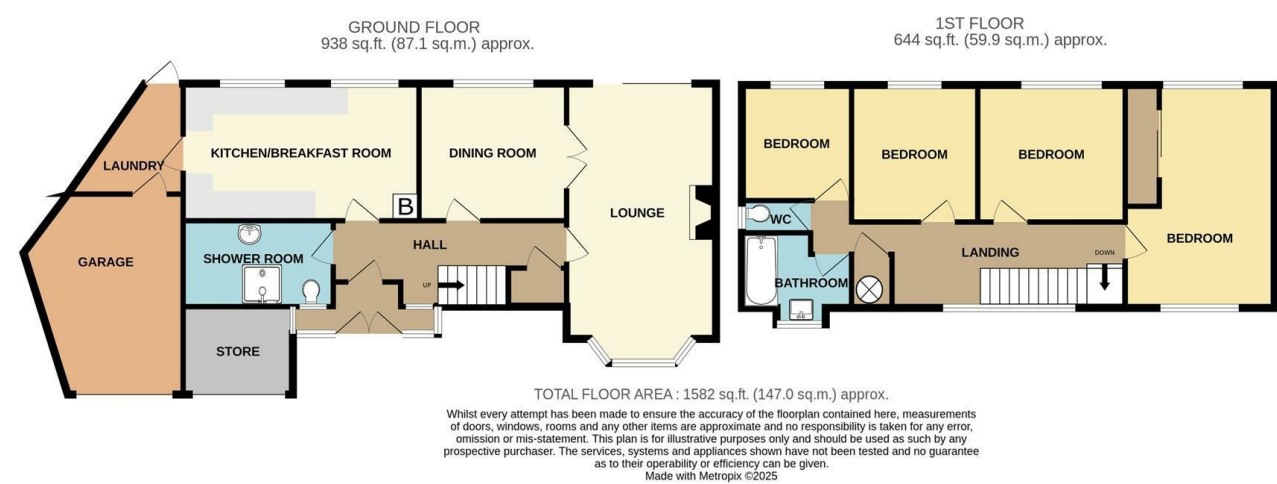 GROUND FLOOR
938 sq.ft. (87.1 sq.m.) approx.
1ST FLOOR
644 sq.ft. (59.9 sq.m.) approx.
LAUNDRY
KITCHEN/BREAKFAST ROOM
DINING ROOM
B
LOUNGE
HALL
SHOWER ROOM
GARAGE
UP
STORE
BEDROOM
BEDROOM
BEDROOM
WC
BEDROOM
LANDING
DOWN
BATHROOM
TOTAL FLOOR AREA : 1582 sq.ft. (147.0 sq.m.) approx.
Whilst every attempt has been made to ensure the accuracy of the floorplan contained here, measurements
of doors, windows, rooms and any other items are approximate and no responsibility is taken for any error,
omission or mis-statement. This plan is for illustrative purposes only and should be used as such by any
prospective purchaser. The services, systems and appliances shown have not been tested and no guarantee
as to their operability or efficiency can be given.
Made with Metropix ©2025